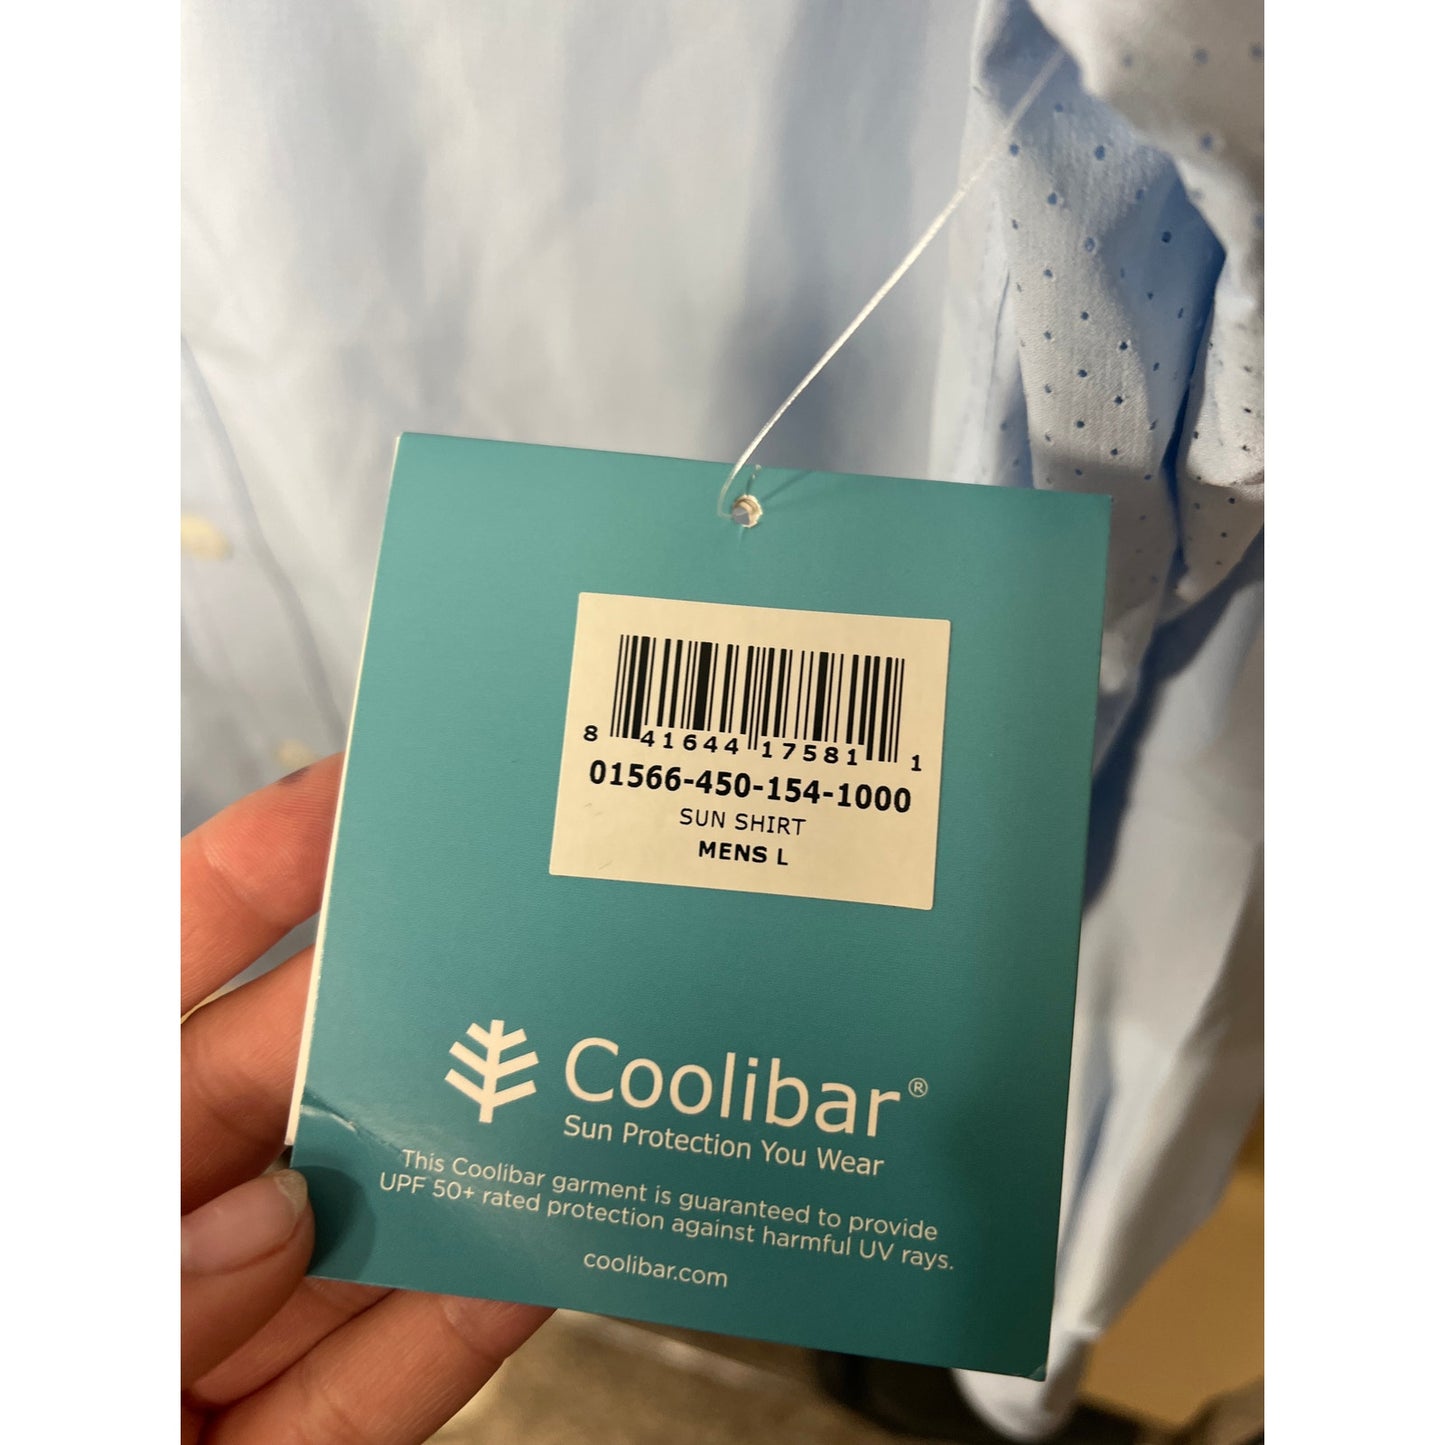 8 41644 17581 1
01566-450-154-1000
SUN SHIRT
MENS L
Coolibar®
Sun Protection You Wear
This Coolibar garment is guaranteed to provide
UPF 50+ rated protection against harmful UV rays.
coolibar.com